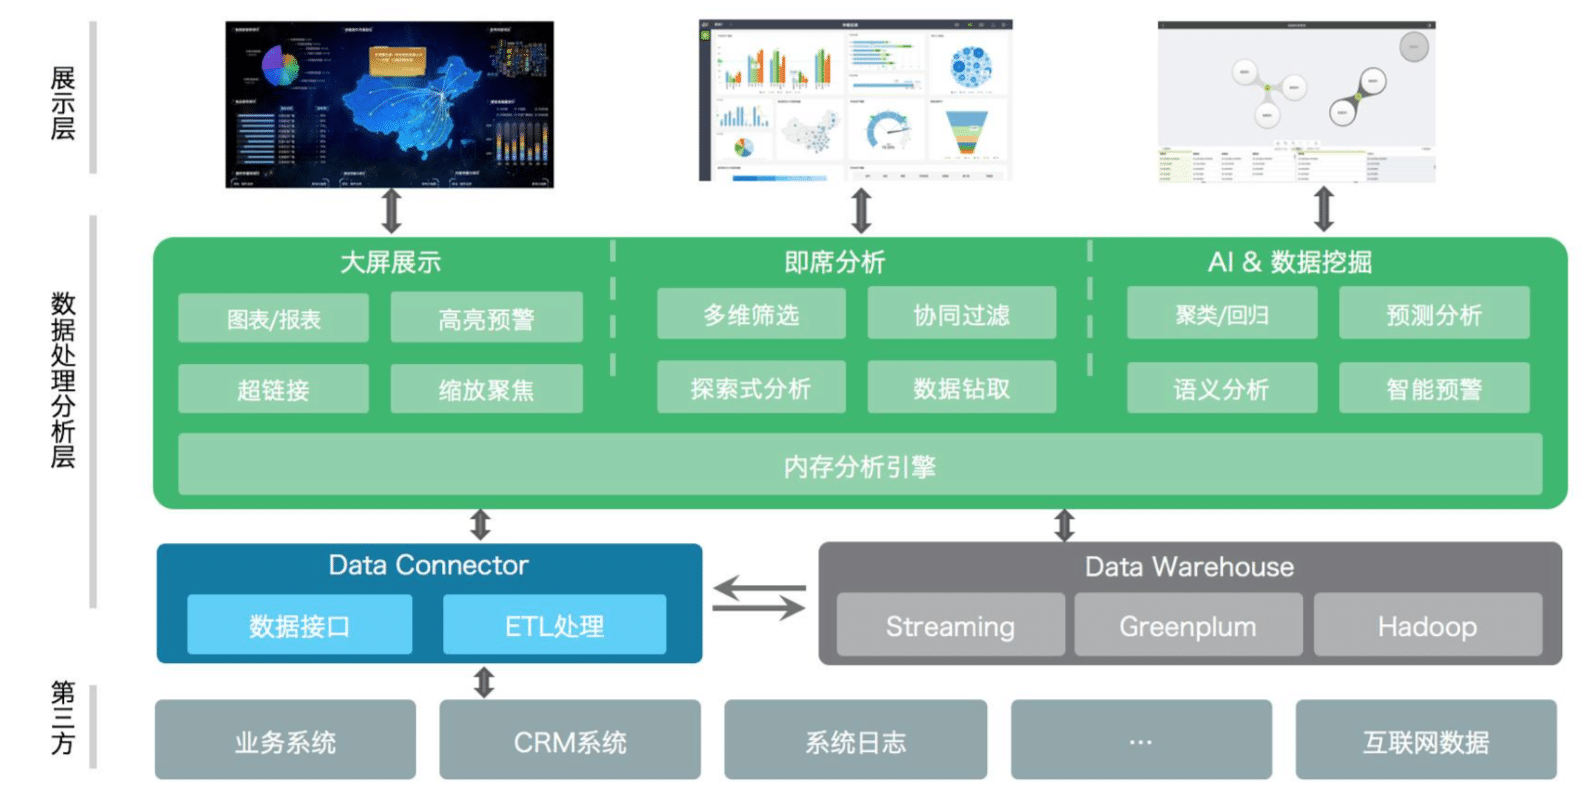 展示层
数据处理分析层
大屏展示
即席分析
AI & 数据挖掘
图表/报表
高亮预警
多维筛选
协同过滤
聚类/回归
预测分析
超链接
缩放聚焦
探索式分析
数据钻取
语义分析
智能预警
内存分析引擎
Data Connector
Data Warehouse
数据接口
ETL处理
Streaming
Greenplum
Hadoop
第三方
业务系统
CRM系统
系统日志
...
互联网数据